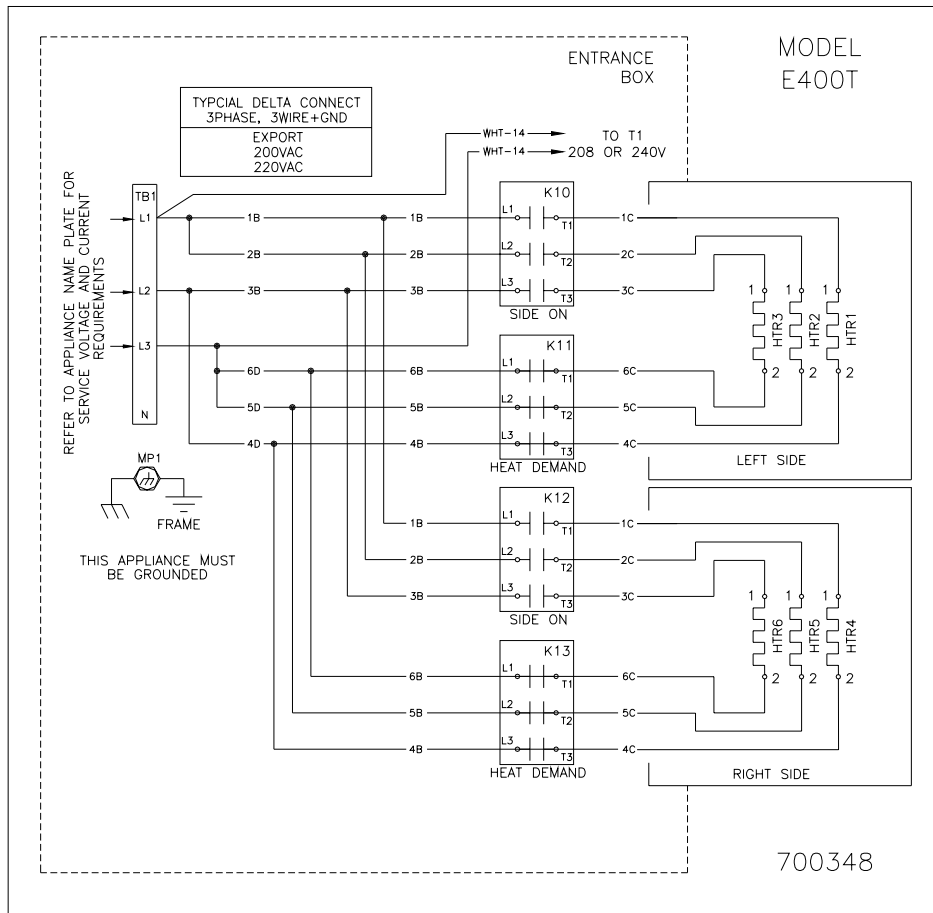 MODEL
E400T
ENTRANCE
BOX
TYPCIAL DELTA CONNECT
3PHASE, 3WIRE+GND
EXPORT
200VAC
220VAC
WHT-14
TO T1
WHT-14
208 OR 240V
REFER TO APPLIANCE NAME PLATE FOR
SERVICE VOLTAGE AND CURRENT
REQUIREMENTS
TB1
L1
L2
L3
N
1B
2B
3B
6D
5D
4D
1B
2B
3B
K10
L1
T1
L2
T2
L3
T3
SIDE ON
1C
2C
3C
6B
5B
4B
K11
L1
T1
L2
T2
L3
T3
HEAT DEMAND
6C
5C
4C
1
1
1
HTR3
HTR2
HTR1
2
2
2
LEFT SIDE
MP1
FRAME
THIS APPLIANCE MUST
BE GROUNDED
1B
2B
3B
K12
L1
T1
L2
T2
L3
T3
SIDE ON
1C
2C
3C
6B
5B
4B
K13
L1
T1
L2
T2
L3
T3
HEAT DEMAND
6C
5C
4C
1
1
1
HTR6
HTR5
HTR4
2
2
2
RIGHT SIDE
700348